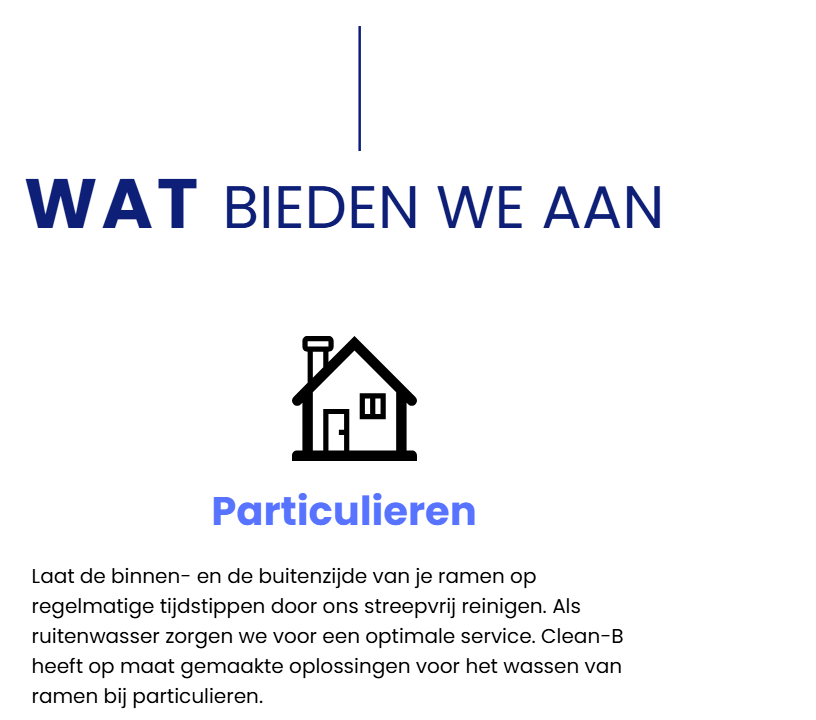 WAT BIEDEN WE AAN
Particulieren
Laat de binnen- en de buitenzijde van je ramen op
regelmatige tijdstippen door ons streepvrij reinigen. Als
ruitenwasser zorgen we voor een optimale service. Clean-B
heeft op maat gemaakte oplossingen voor het wassen van
ramen bij particulieren.